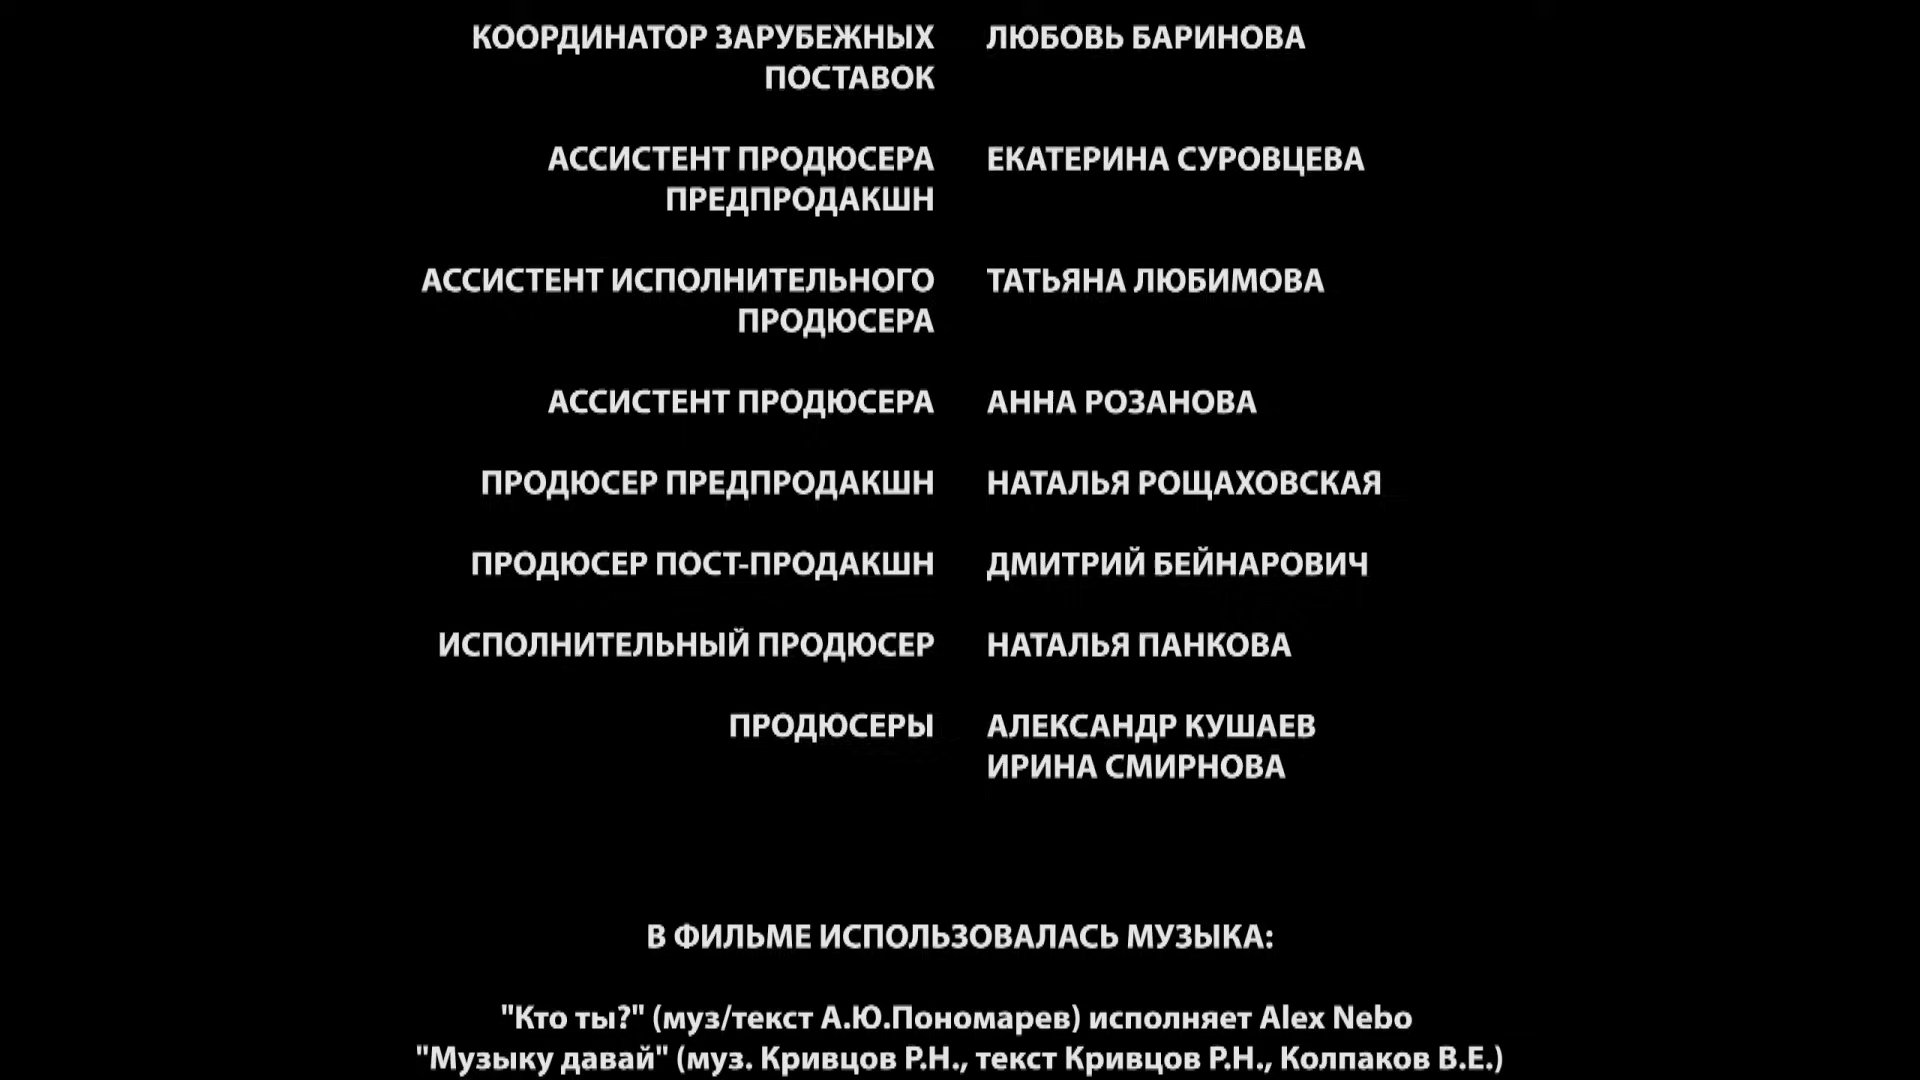 КООРДИНАТОР ЗАРУБЕЖНЫХ ЛЮБОВЬ БАРИНОВА
ПОСТАВОК
АССИСТЕНТ ПРОДЮСЕРА ЕКАТЕРИНА СУРОВЦЕВА
ПРЕДПРОДАКШН
АССИСТЕНТ ИСПОЛНИТЕЛЬНОГО ТАТЬЯНА ЛЮБИМОВА
ПРОДЮСЕРА
АССИСТЕНТ ПРОДЮСЕРА АННА РОЗАНОВА
ПРОДЮСЕР ПРЕДПРОДАКШН НАТАЛЬЯ РОЩАХОВСКАЯ
ПРОДЮСЕР ПОСТ-ПРОДАКШН ДМИТРИЙ БЕЙНАРОВИЧ
ИСПОЛНИТЕЛЬНЫЙ ПРОДЮСЕР НАТАЛЬЯ ПАНКОВА
ПРОДЮСЕРЫ АЛЕКСАНДР КУШАЕВ
ИРИНА СМИРНОВА
В ФИЛЬМЕ ИСПОЛЬЗОВАЛАСЬ МУЗЫКА:
"Кто ты?" (муз/текст А.Ю.Пономарев) исполняет Alex Nebo
"Музыку давай" (муз. Кривцов Р.Н., текст Кривцов Р.Н., Колпаков В.Е.)